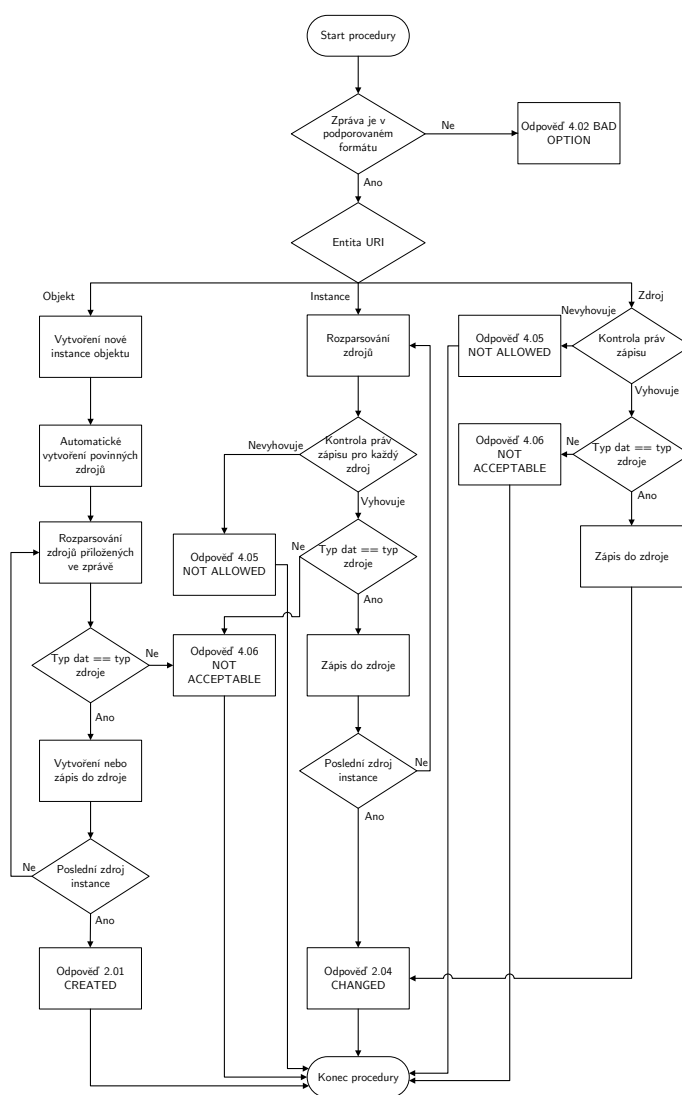 Start procedury
Zpráva je v
podporovaném
formátu
Ne
Odpověď 4.02 BAD
OPTION
Ano
Entita URI
Objekt
Instance
Zdroj
Vytvoření nové
instance objektu
Rozparsování
zdrojů
Odpověď 4.05
NOT ALLOWED
Nevyhovuje
Kontrola práv
zápisu
Vyhovuje
Automatické
vytvoření povinných
zdrojů
Nevyhovuje
Kontrola práv
zápisu pro každý
zdroj
Vyhovuje
Odpověď 4.06
NOT
ACCEPTABLE
Ne
Typ dat == typ
zdroje
Ano
Rozparsování
zdrojů přiložených
ve zprávě
Odpověď 4.05
NOT ALLOWED
Ne
Typ dat == typ
zdroje
Ano
Zápis do zdroje
Typ dat == typ
zdroje
Ne
Ano
Odpověď 4.06
NOT
ACCEPTABLE
Zápis do zdroje
Vytvoření nebo
zápis do zdroje
Poslední zdroj
instance
Ne
Ano
Ne
Poslední zdroj
instance
Ano
Odpověď 2.01
CREATED
Odpověď 2.04
CHANGED
Konec procedury